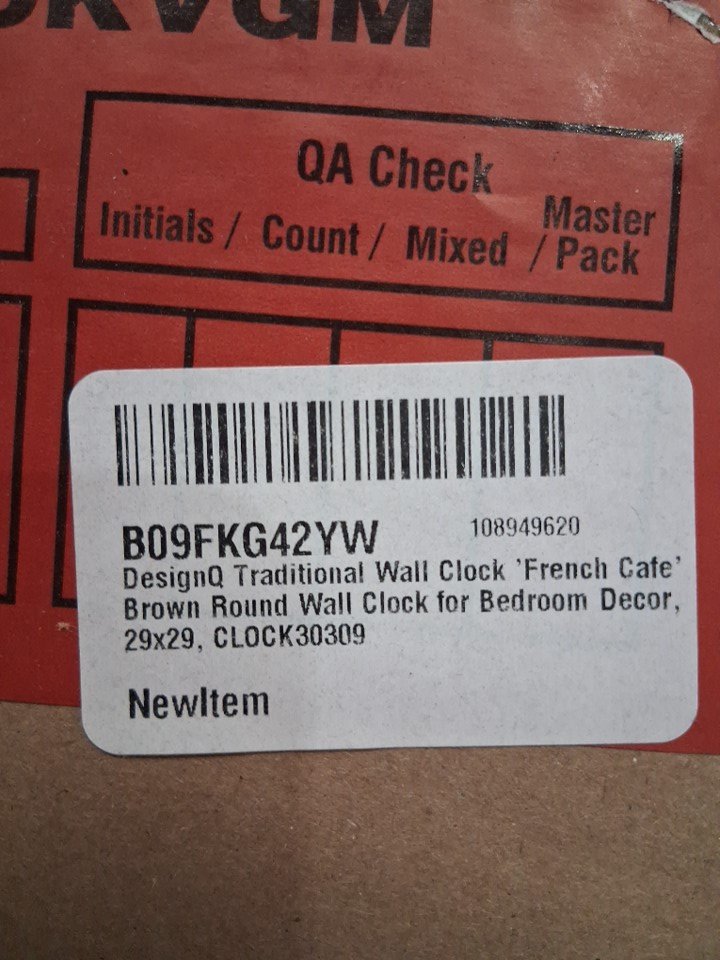 QA Check
Initials / Count / Mixed / Master Pack
B09FKG42YW 108949620
DesignQ Traditional Wall Clock 'French Cafe'
Brown Round Wall Clock for Bedroom Decor,
29x29, CLOCK30309
NewItem